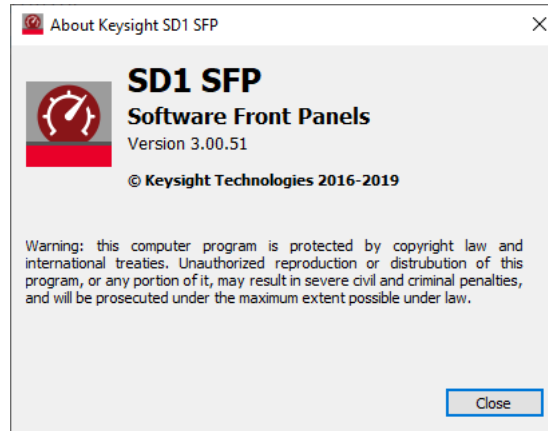 About Keysight SD1 SFP
SD1 SFP
Software Front Panels
Version 3.00.51
© Keysight Technologies 2016-2019
Warning: this computer program is protected by copyright law and
international treaties. Unauthorized reproduction or distrubution of this
program, or any portion of it, may result in severe civil and criminal penalties,
and will be prosecuted under the maximum extent possible under law.
Close